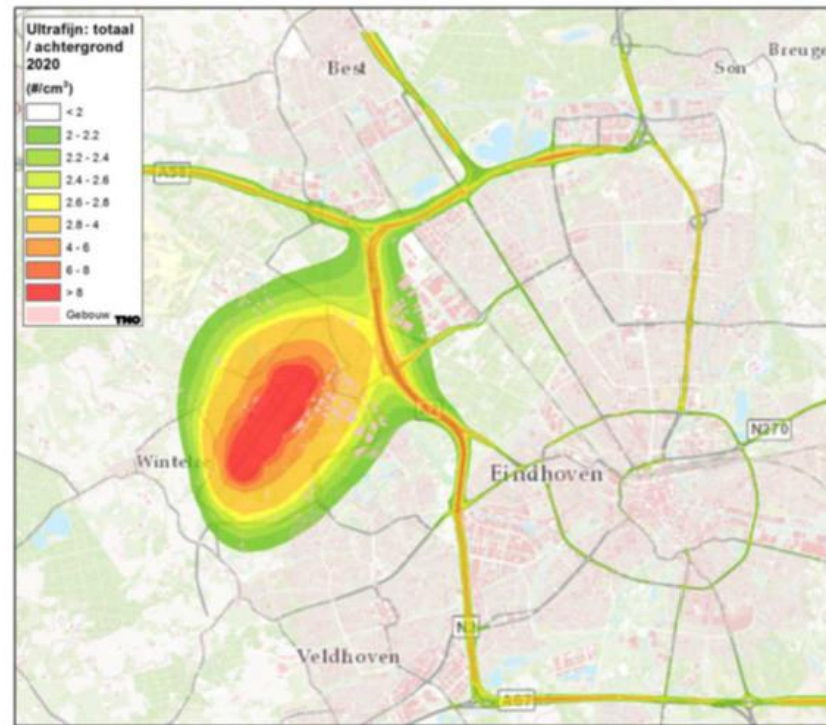 Ultrafijn: totaal
/ achtergrond
2020
(#/cm³)
< 2
2 - 2.2
2.2 - 2.4
2.4 - 2.6
2.6 - 2.8
2.8 - 4
4 - 6
6 - 8
> 8
Gebouw TNO
Best
Son
Breuge
A58
N270
Eindhoven
N2
Veldhoven
A67